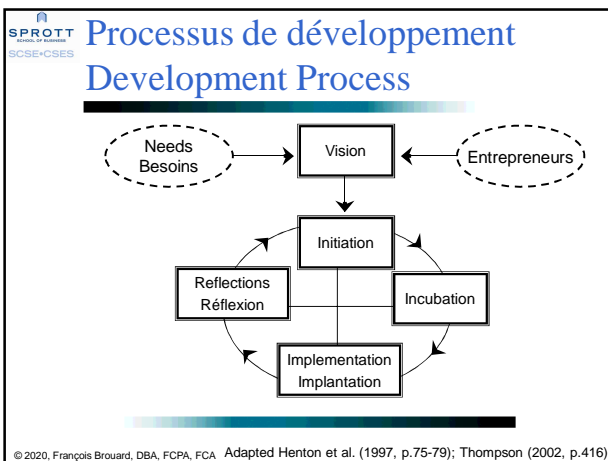 SPROTT
SCHOOL OF BUSINESS
SCSE•CSES
Processus de développement
Development Process
Needs
Besoins
Vision
Entrepreneurs
Initiation
Reflections
Réflexion
Incubation
Implementation
Implantation
© 2020, François Brouard, DBA, FCPA, FCA Adapted Henton et al. (1997, p.75-79); Thompson (2002, p.416)